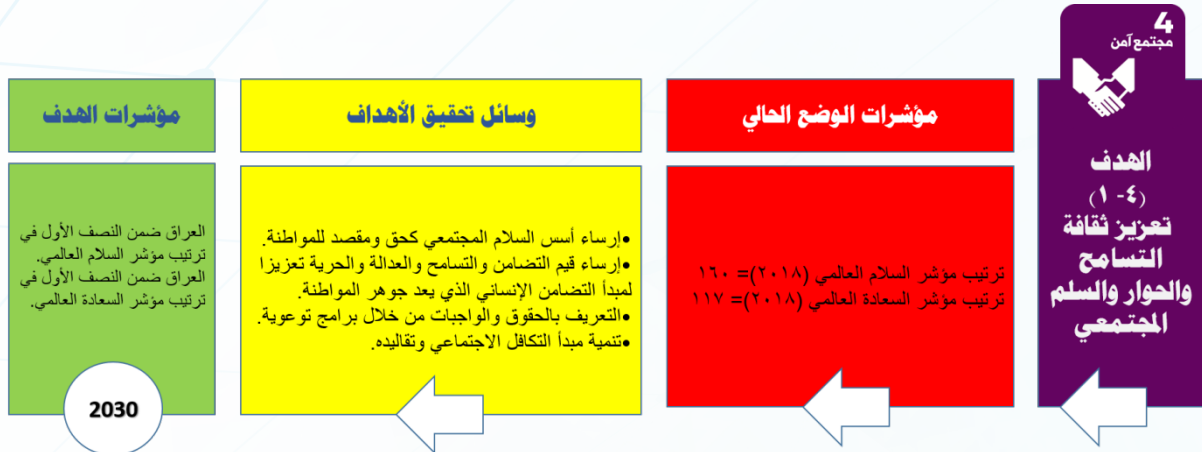 4
مجتمع آمن
الهدف
(٤- ١)
تعزيز ثقافة
التسامح
والحوار والسلم
المجتمعي
مؤشرات الوضع الحالي
ترتيب مؤشر السلام العالمي (٢٠١٨)= ١٦٠
ترتيب مؤشر السعادة العالمي (٢٠١٨)= ١١٧
وسائل تحقيق الأهداف
•إرساء أسس السلام المجتمعي كحق ومقصد للمواطنة.
•إرساء قيم التضامن والتسامح والعدالة والحرية تعزيزا
لمبدأ التضامن الإنساني الذي يعد جوهر المواطنة.
•التعريف بالحقوق والواجبات من خلال برامج توعوية.
•تنمية مبدأ التكافل الاجتماعي وتقاليده.
مؤشرات الهدف
العراق ضمن النصف الأول في
ترتيب مؤشر السلام العالمي.
العراق ضمن النصف الأول في
ترتيب مؤشر السعادة العالمي.
2030